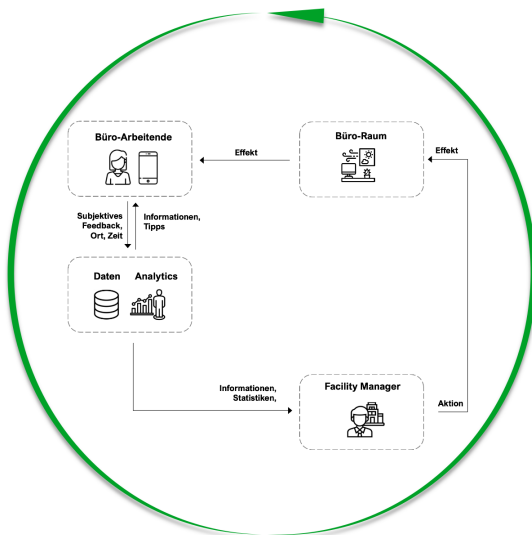 Büro-Arbeitende
Büro-Raum
Effekt
Effekt
Subjektives
Feedback,
Ort, Zeit
Informationen,
Tipps
Daten
Analytics
Informationen,
Statistiken,
Facility Manager
Aktion